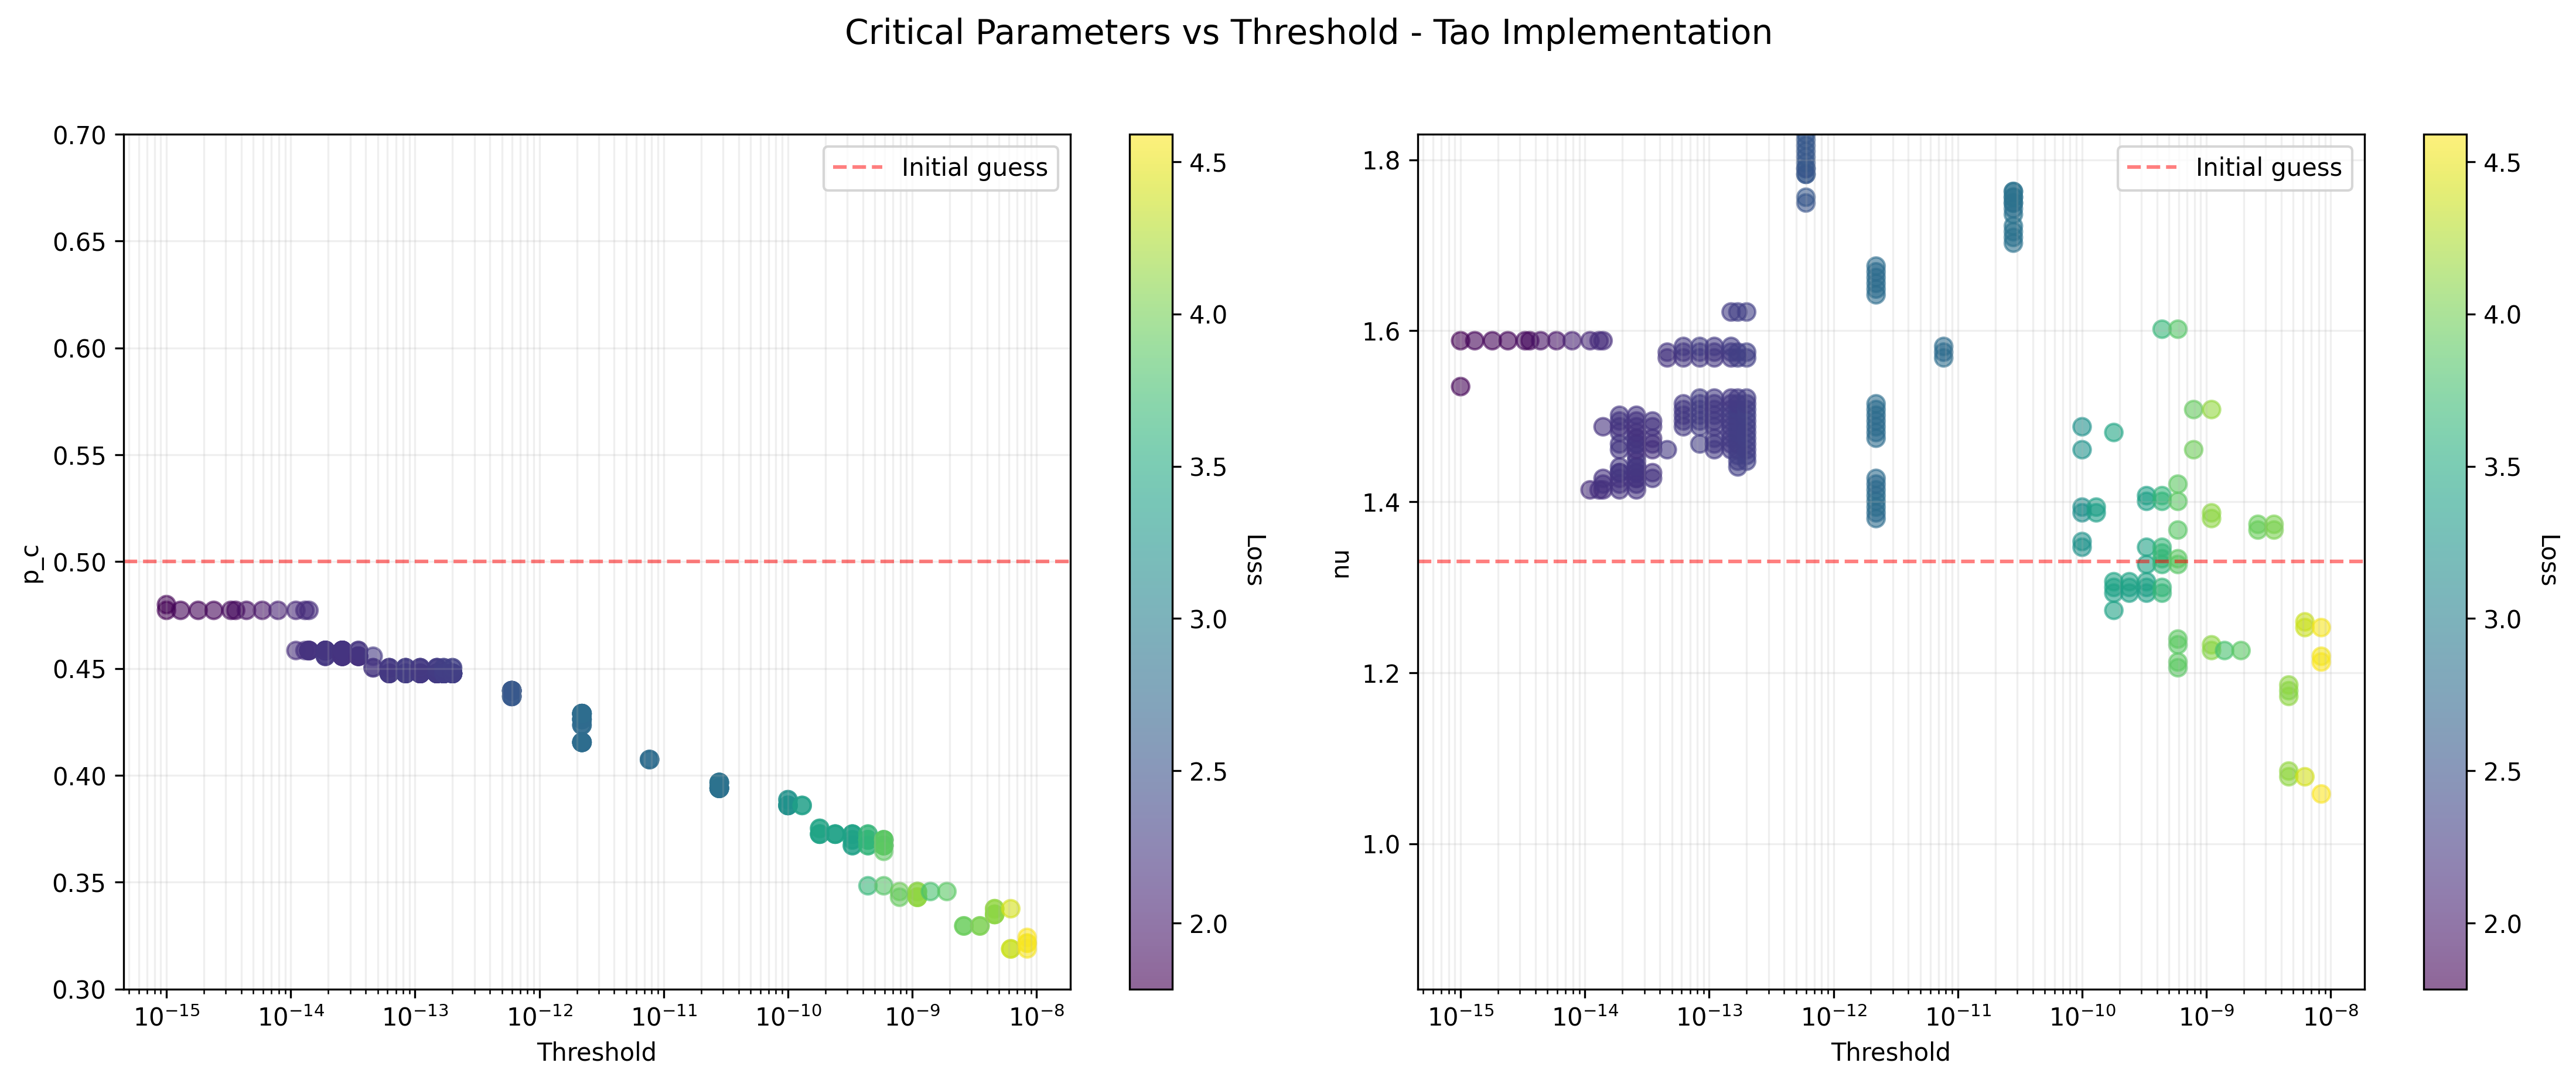 Critical Parameters vs Threshold - Tao Implementation
0.70
0.65
0.60
0.55
0.50
0.45
0.40
0.35
0.30
p_c
Initial guess
10⁻¹⁵ 10⁻¹⁴ 10⁻¹³ 10⁻¹² 10⁻¹¹ 10⁻¹⁰ 10⁻⁹ 10⁻⁸
Threshold
4.5
4.0
3.5
3.0
2.5
2.0
Loss
1.8
1.6
1.4
1.2
1.0
nu
Initial guess
10⁻¹⁵ 10⁻¹⁴ 10⁻¹³ 10⁻¹² 10⁻¹¹ 10⁻¹⁰ 10⁻⁹ 10⁻⁸
Threshold
4.5
4.0
3.5
3.0
2.5
2.0
Loss